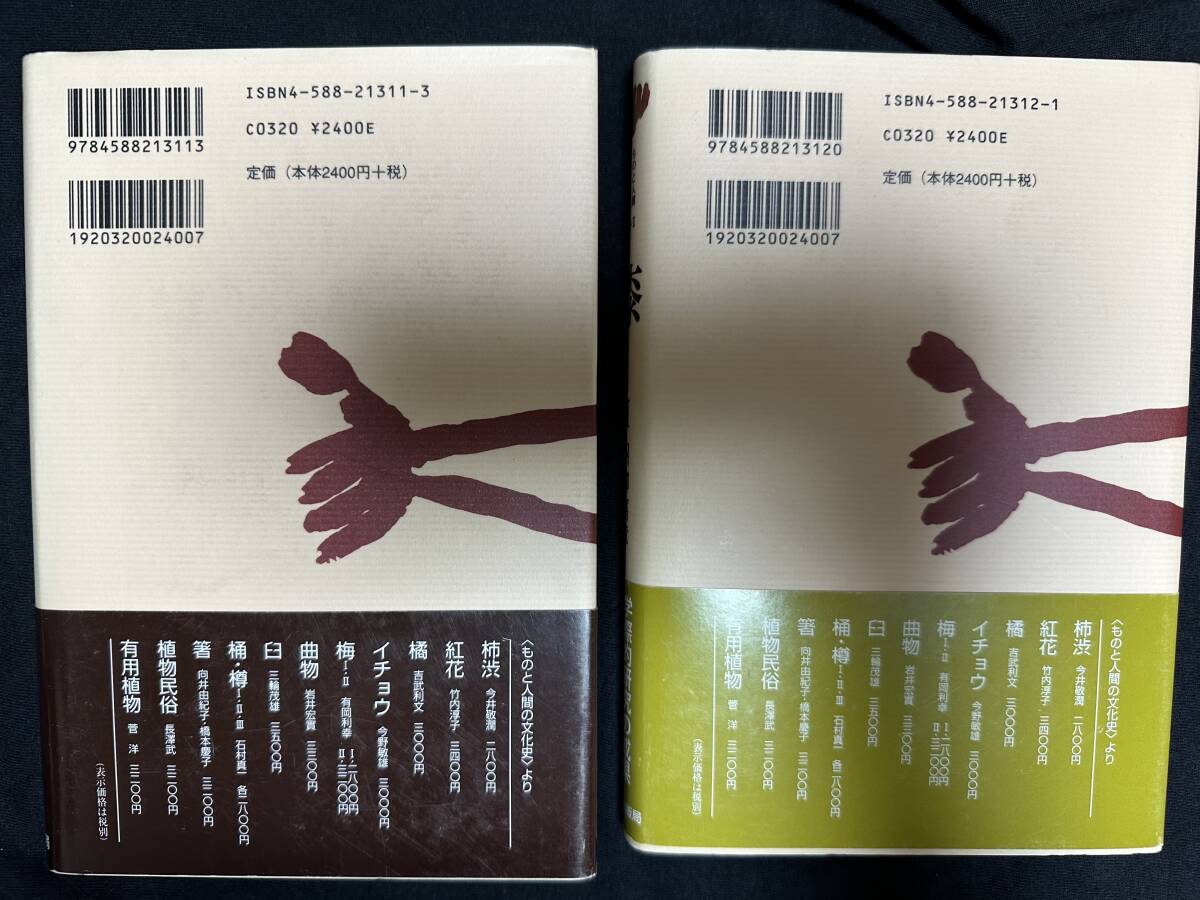 ISBN4-588-21311-3
C0320 ¥2400E
9784588213113
定価（本体2400円＋税）
1920320024007
〈ものと人間の文化史〉より
柿渋 今井敬潤 二八〇〇円
紅花 竹内淳子 三四〇〇円
橘 吉武利文 三〇〇〇円
イチョウ 今野敏雄 三〇〇〇円
梅Ⅰ・Ⅱ 有岡利幸 Ⅰ・二八〇〇円 Ⅱ・三二〇〇円
曲物 岩井宏實 三三〇〇円
臼 三輪茂雄 三五〇〇円
桶・樽Ⅰ・Ⅱ・Ⅲ 石村真一 各二八〇〇円
箸 向井由紀子・橋本慶子 三二〇〇円
植物民俗 長澤武 三二〇〇円
有用植物 菅洋 三二〇〇円
（表示価格は税別）
ISBN4-588-21312-1
C0320 ¥2400E
9784588213120
定価（本体2400円＋税）
1920320024007
〈ものと人間の文化史〉より
柿渋 今井敬潤 二八〇〇円
紅花 竹内淳子 三四〇〇円
橘 吉武利文 三〇〇〇円
イチョウ 今野敏雄 三〇〇〇円
梅Ⅰ・Ⅱ 有岡利幸 Ⅰ・二八〇〇円 Ⅱ・三二〇〇円
曲物 岩井宏實 三三〇〇円
臼 三輪茂雄 三五〇〇円
桶・樽Ⅰ・Ⅱ・Ⅲ 石村真一 各二八〇〇円
箸 向井由紀子・橋本慶子 三二〇〇円
植物民俗 長澤武 三二〇〇円
有用植物 菅洋 三二〇〇円
（表示価格は税別）